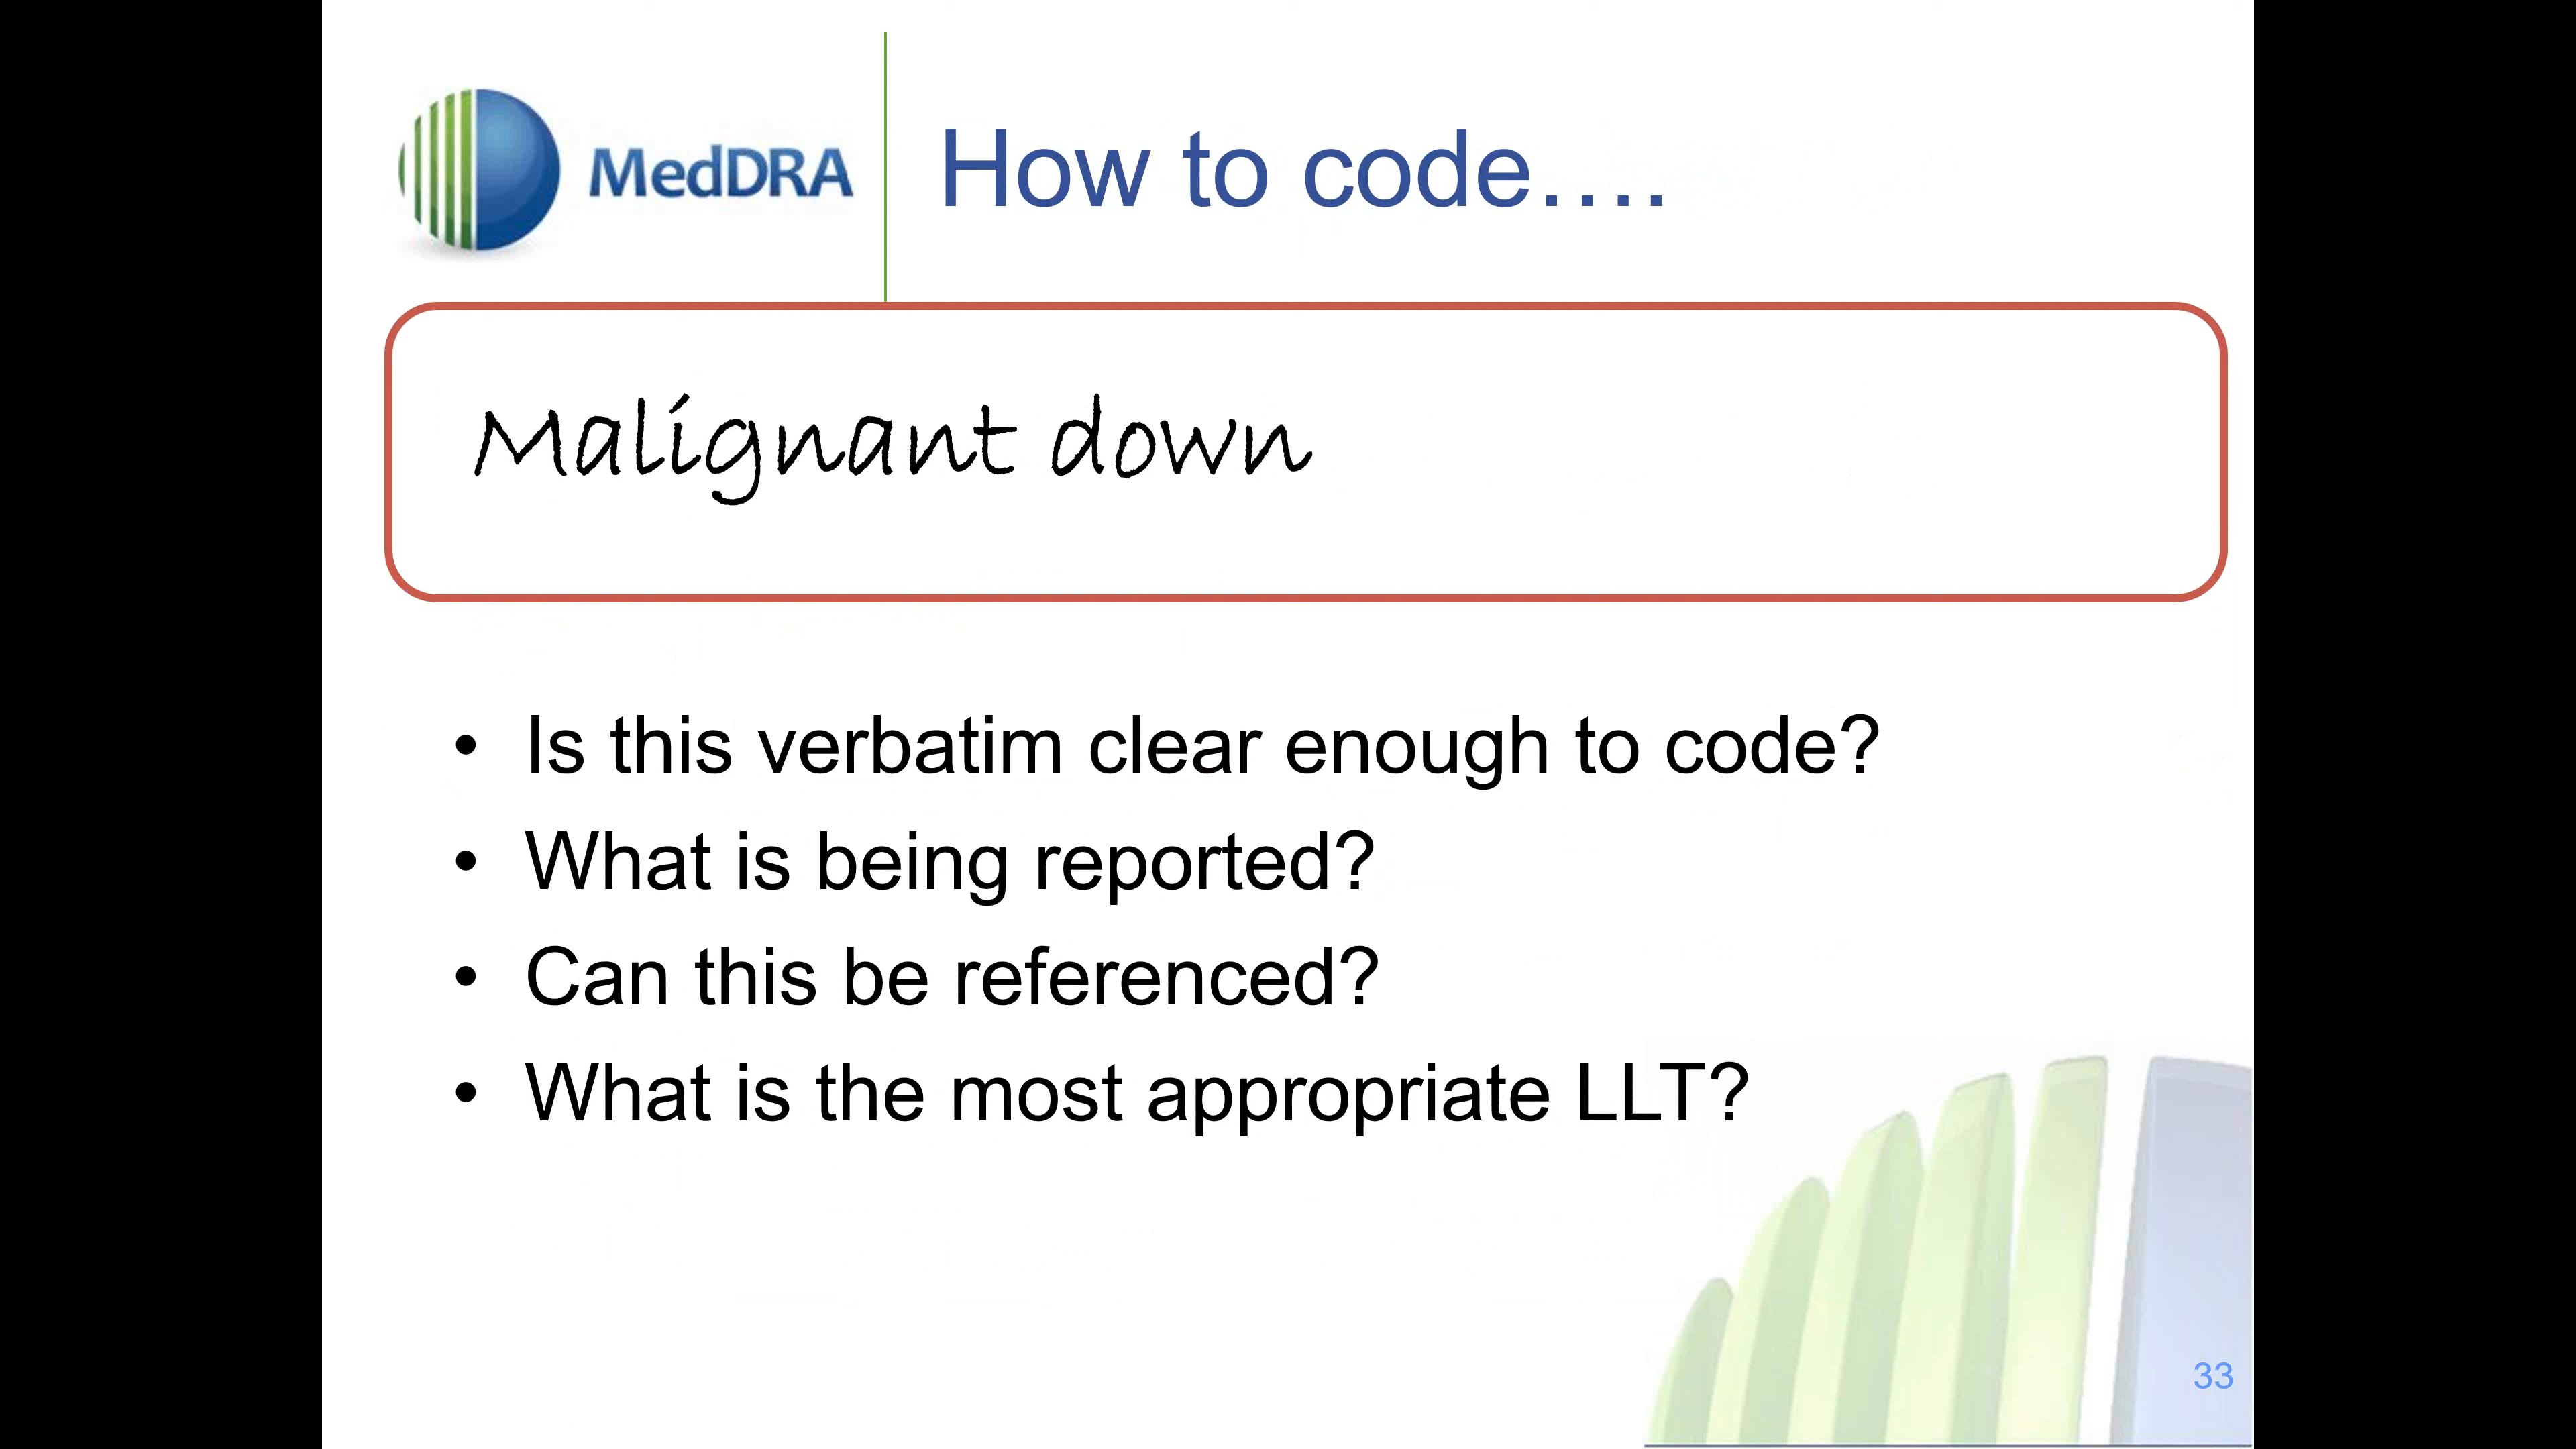 MedDRA
How to code....
Malignant down
• Is this verbatim clear enough to code?
• What is being reported?
• Can this be referenced?
• What is the most appropriate LLT?
33